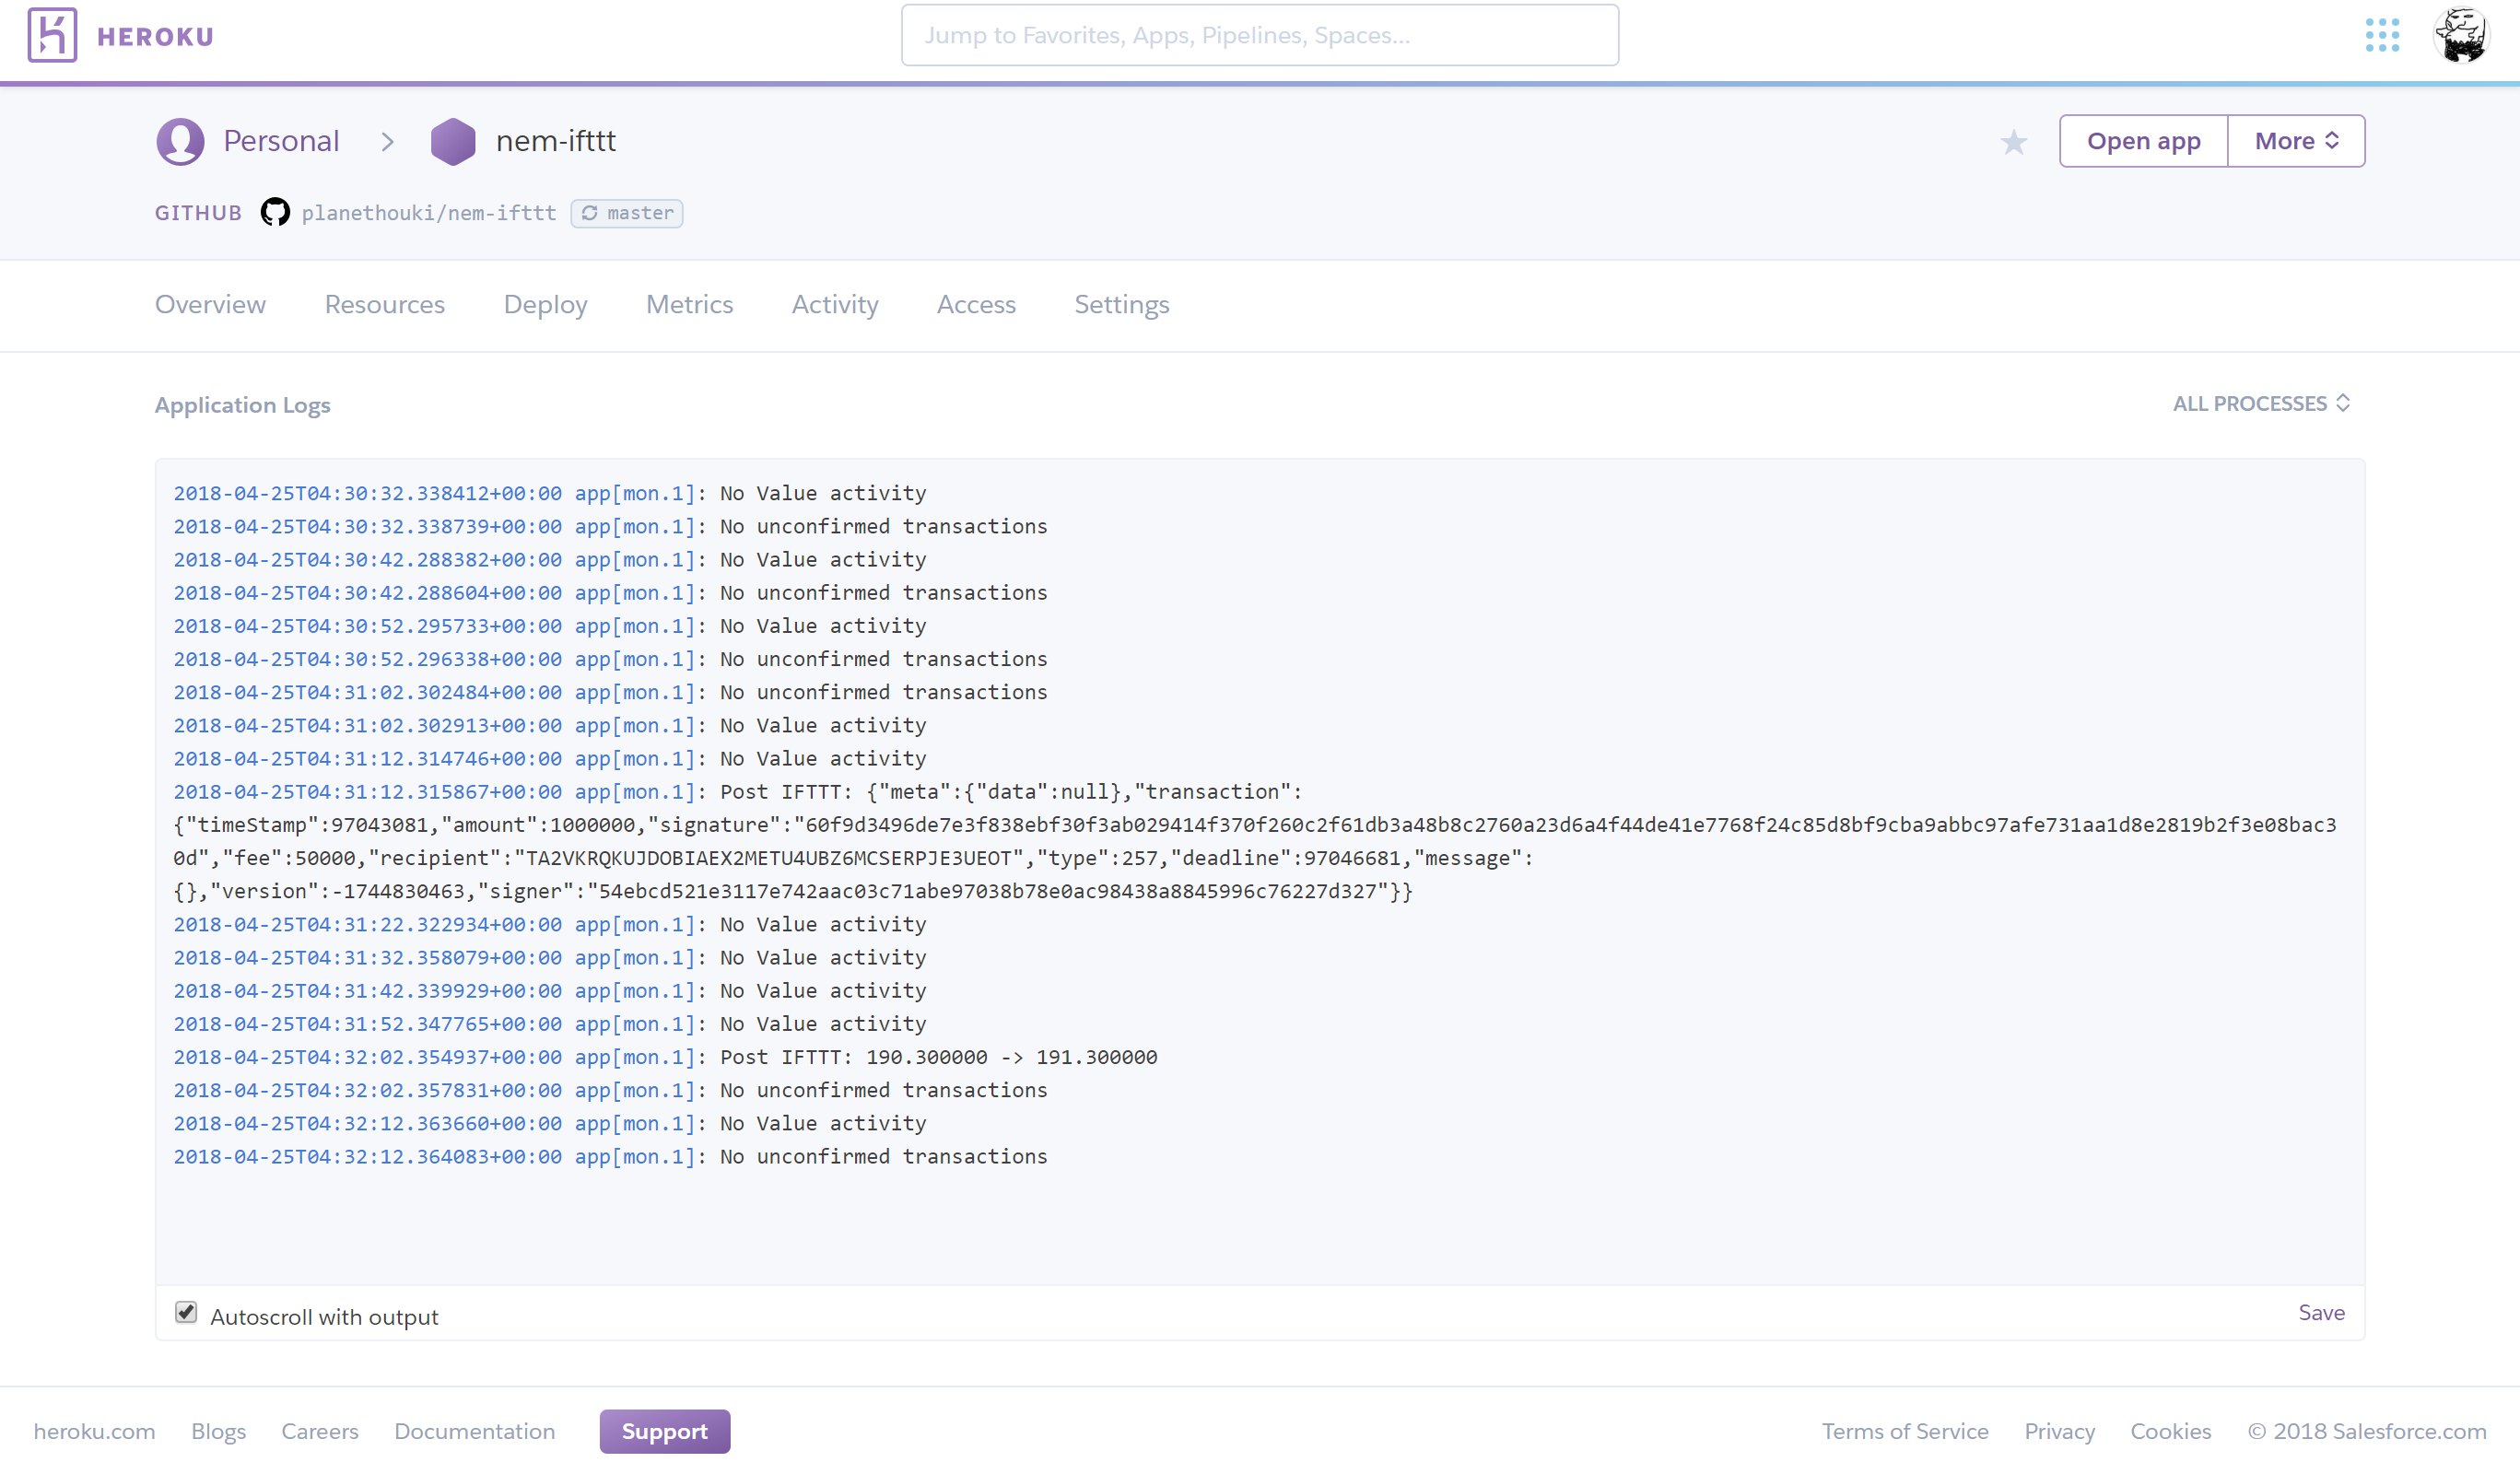 HEROKU
Jump to Favorites, Apps, Pipelines, Spaces...
Personal > nem-ifttt
Open app More
GITHUB planethouki/nem-ifttt master
Overview Resources Deploy Metrics Activity Access Settings
Application Logs
ALL PROCESSES
2018-04-25T04:30:32.338412+00:00 app[mon.1]: No Value activity
2018-04-25T04:30:32.338739+00:00 app[mon.1]: No unconfirmed transactions
2018-04-25T04:30:42.288382+00:00 app[mon.1]: No Value activity
2018-04-25T04:30:42.288604+00:00 app[mon.1]: No unconfirmed transactions
2018-04-25T04:30:52.295733+00:00 app[mon.1]: No Value activity
2018-04-25T04:30:52.296338+00:00 app[mon.1]: No unconfirmed transactions
2018-04-25T04:31:02.302484+00:00 app[mon.1]: No unconfirmed transactions
2018-04-25T04:31:02.302913+00:00 app[mon.1]: No Value activity
2018-04-25T04:31:12.314746+00:00 app[mon.1]: No Value activity
2018-04-25T04:31:12.315867+00:00 app[mon.1]: Post IFTTT: {"meta":{"data":null},"transaction":
{"timeStamp":97043081,"amount":1000000,"signature":"60f9d3496de7e3f838ebf30f3ab029414f370f260c2f61db3a48b8c2760a23d6a4f44de41e7768f24c85d8bf9cba9abbc97afe731aa1d8e2819b2f3e08bac3
0d","fee":50000,"recipient":"TA2VKRQKUJDOBIAEX2METU4UBZ6MCSERPJE3UEOT","type":257,"deadline":97046681,"message":
{},"version":-1744830463,"signer":"54ebcd521e3117e742aac03c71abe97038b78e0ac98438a8845996c76227d327"}}
2018-04-25T04:31:22.322934+00:00 app[mon.1]: No Value activity
2018-04-25T04:31:32.358079+00:00 app[mon.1]: No Value activity
2018-04-25T04:31:42.339929+00:00 app[mon.1]: No Value activity
2018-04-25T04:31:52.347765+00:00 app[mon.1]: No Value activity
2018-04-25T04:32:02.354937+00:00 app[mon.1]: Post IFTTT: 190.300000 -> 191.300000
2018-04-25T04:32:02.357831+00:00 app[mon.1]: No unconfirmed transactions
2018-04-25T04:32:12.363660+00:00 app[mon.1]: No Value activity
2018-04-25T04:32:12.364083+00:00 app[mon.1]: No unconfirmed transactions
Autoscroll with output
Save
heroku.com Blogs Careers Documentation Support Terms of Service Privacy Cookies © 2018 Salesforce.com